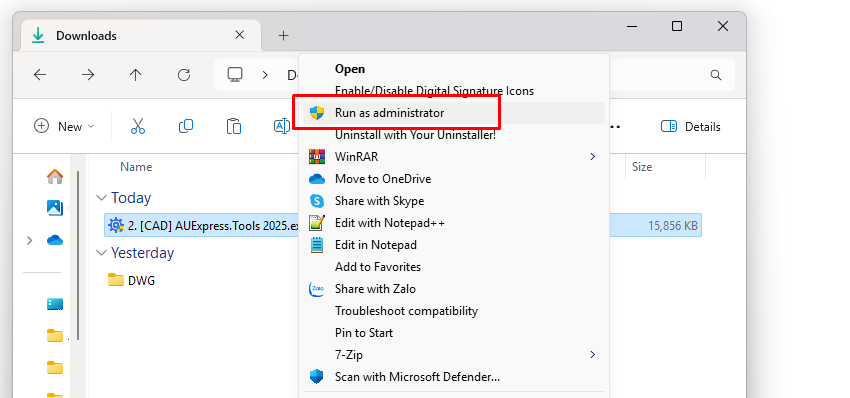 Downloads
D
New
Details
Name
Size
Today
2. [CAD] AUExpress.Tools 2025.ex
15,856 KB
Yesterday
DWG
Open
Enable/Disable Digital Signature Icons
Run as administrator
Uninstall with Your Uninstaller!
WinRAR
Move to OneDrive
Share with Skype
Edit with Notepad++
Edit in Notepad
Add to Favorites
Zalo
Share with Zalo
Troubleshoot compatibility
Pin to Start
7-Zip
Scan with Microsoft Defender...